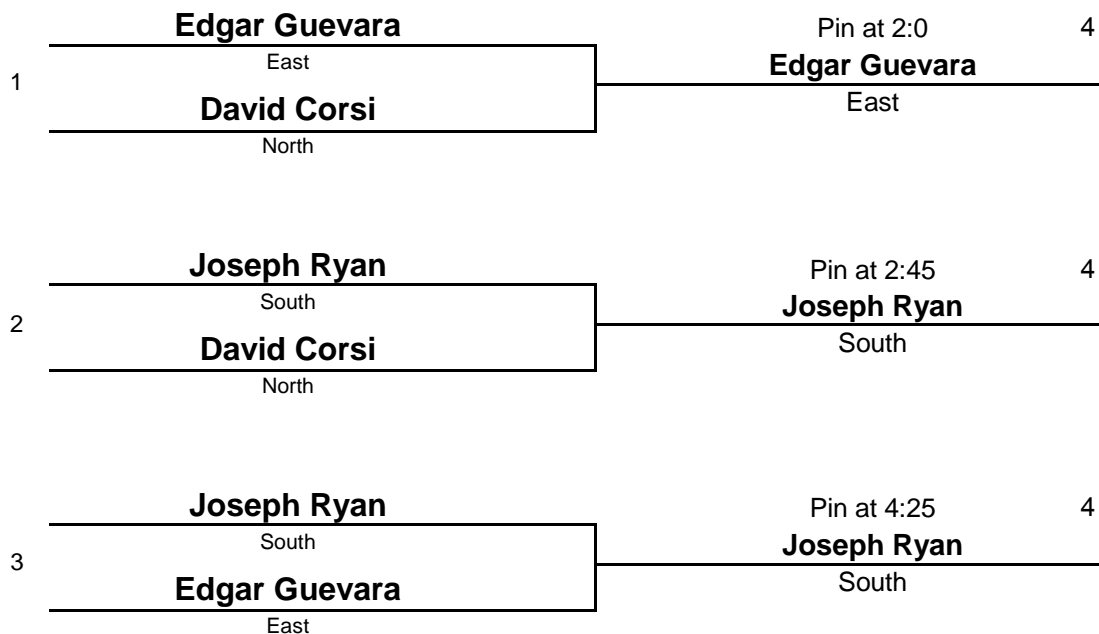 Edgar Guevara
East
1
David Corsi
North
Pin at 2:0 4
Edgar Guevara
East
Joseph Ryan
South
2
David Corsi
North
Pin at 2:45 4
Joseph Ryan
South
Joseph Ryan
South
3
Edgar Guevara
East
Pin at 4:25 4
Joseph Ryan
South